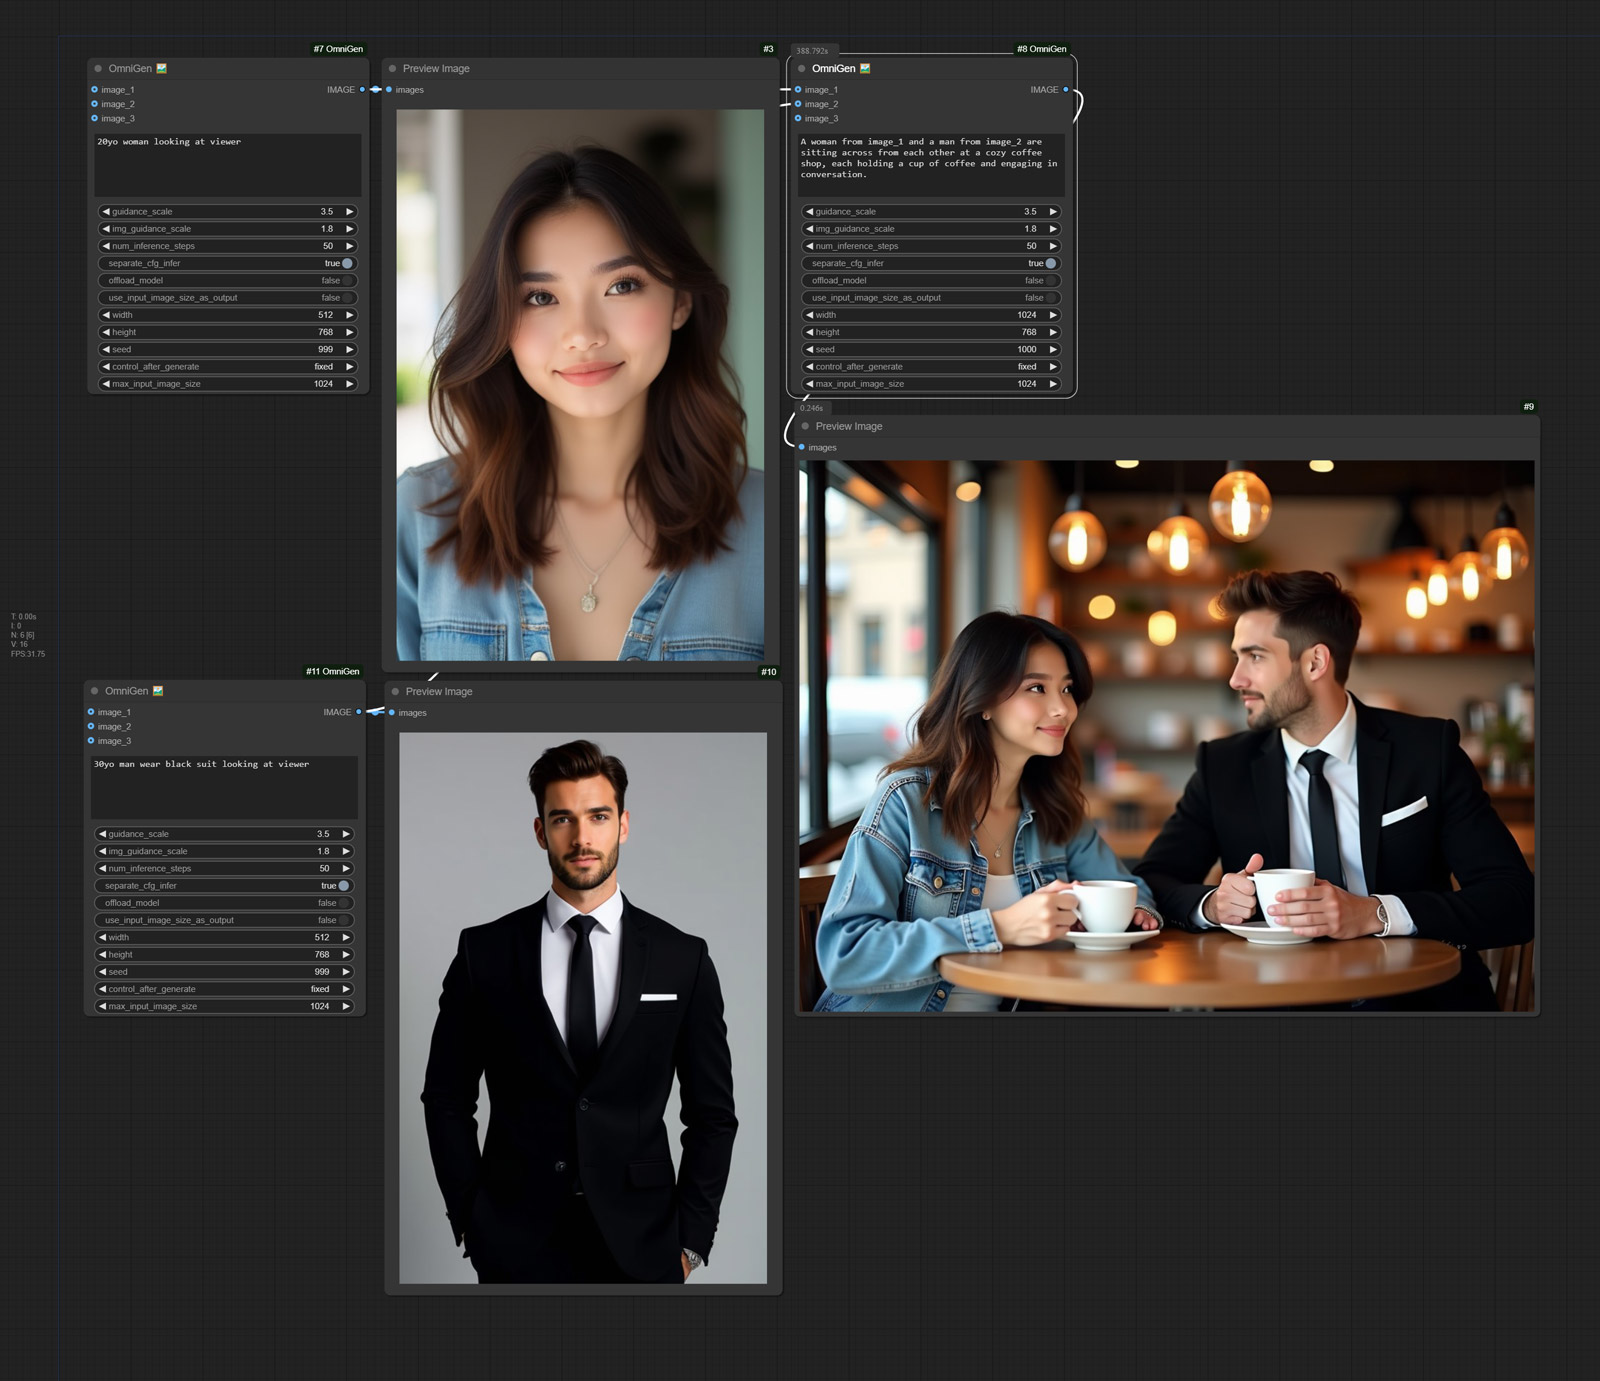 #7 OmniGen
OmniGen
image_1 IMAGE
image_2
image_3
20yo woman looking at viewer
guidance_scale 3.5
img_guidance_scale 1.8
num_inference_steps 50
separate_cfg_infer true
offload_model false
use_input_image_size_as_output false
width 512
height 768
seed 999
control_after_generate fixed
max_input_image_size 1024
#3
Preview Image
images
388.792s
#8 OmniGen
OmniGen
image_1 IMAGE
image_2
image_3
A woman from image_1 and a man from image_2 are
sitting across from each other at a cozy coffee
shop, each holding a cup of coffee and engaging in
conversation.
guidance_scale 3.5
img_guidance_scale 1.8
num_inference_steps 50
separate_cfg_infer true
offload_model false
use_input_image_size_as_output false
width 1024
height 768
seed 1000
control_after_generate fixed
max_input_image_size 1024
0.246s
#9
Preview Image
images
T: 0.00s
I: 0
N: 6 [6]
V: 16
FPS:31.75
#11 OmniGen
OmniGen
image_1 IMAGE
image_2
image_3
30yo man wear black suit looking at viewer
guidance_scale 3.5
img_guidance_scale 1.8
num_inference_steps 50
separate_cfg_infer true
offload_model false
use_input_image_size_as_output false
width 512
height 768
seed 999
control_after_generate fixed
max_input_image_size 1024
#10
Preview Image
images